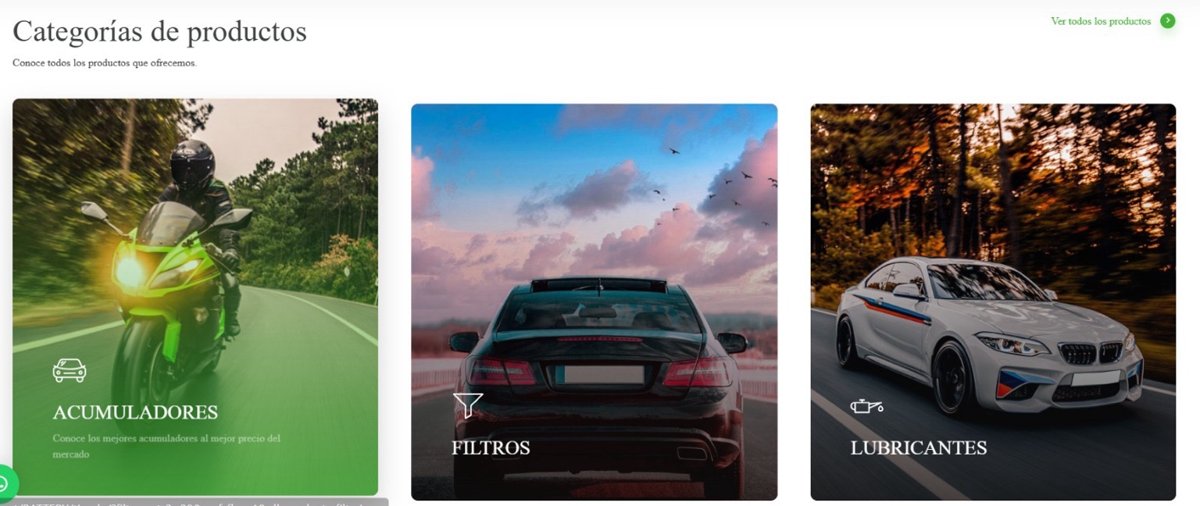 Categorías de productos
Ver todos los productos
Conoce todos los productos que ofrecemos.
ACUMULADORES
Conoce los mejores acumuladores al mejor precio del
mercado
FILTROS
LUBRICANTES